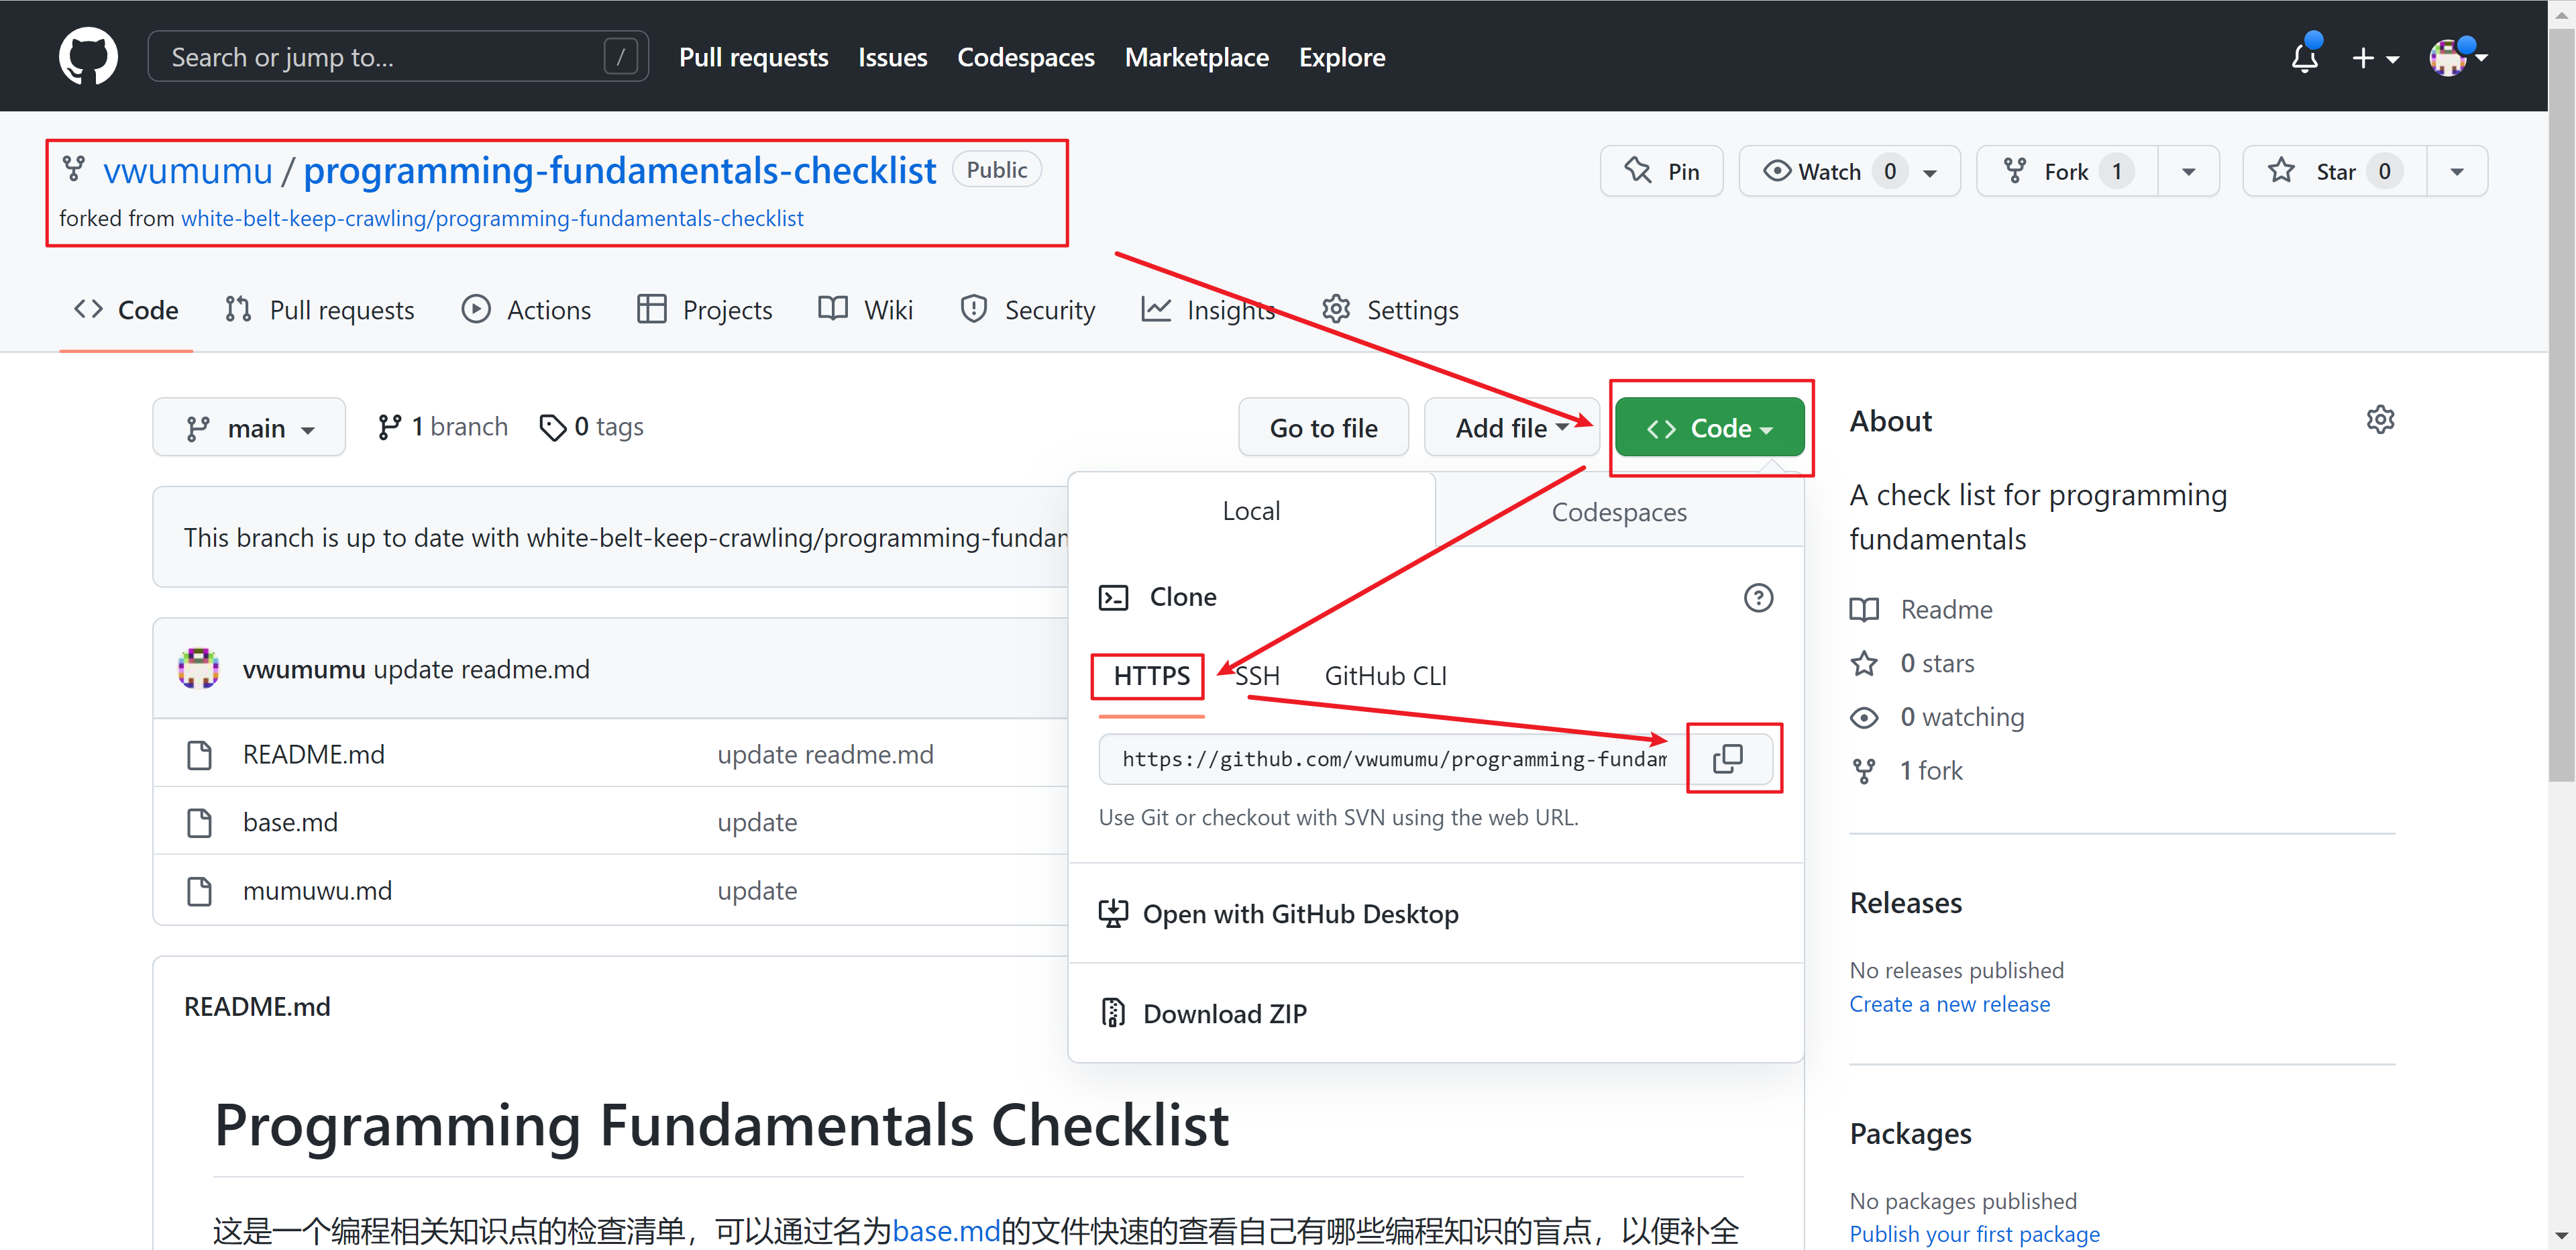 Search or jump to...
/
Pull requests
Issues
Codespaces
Marketplace
Explore
vwumumu / programming-fundamentals-checklist
Public
forked from white-belt-keep-crawling/programming-fundamentals-checklist
Pin
Watch 0
Fork 1
Star 0
Code
Pull requests
Actions
Projects
Wiki
Security
Insights
Settings
main
1 branch
0 tags
Go to file
Add file
Code
This branch is up to date with white-belt-keep-crawling/programming-fundam
vwumumu update readme.md
README.md
update readme.md
base.md
update
mumuwu.md
update
Local
Codespaces
Clone
HTTPS
SSH
GitHub CLI
https://github.com/vwumumu/programming-fundam
Use Git or checkout with SVN using the web URL.
Open with GitHub Desktop
Download ZIP
README.md
Programming Fundamentals Checklist
这是一个编程相关知识点的检查清单，可以通过名为base.md的文件快速的查看自己有哪些编程知识的盲点，以便补全
About
A check list for programming
fundamentals
Readme
0 stars
0 watching
1 fork
Releases
No releases published
Create a new release
Packages
No packages published
Publish your first package